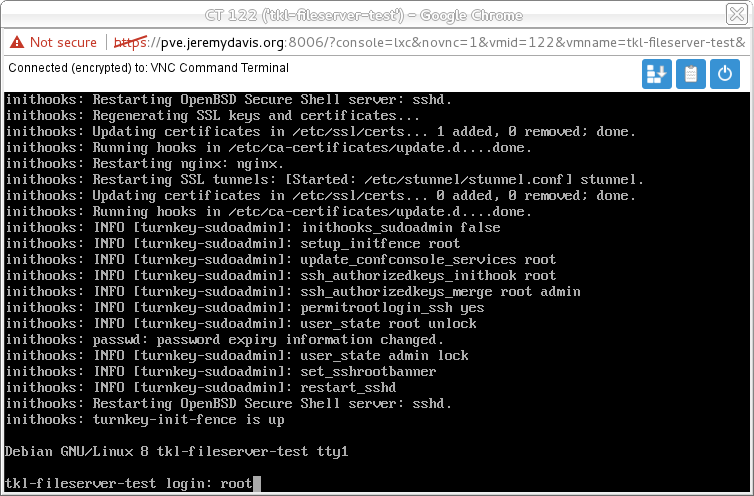 CT 122 ('tkl-fileserver-test') - Google Chrome
Not secure https://pve.jeremydavis.org:8006/?console=lxc&novnc=1&vmid=122&vmname=tkl-fileserver-test&
Connected (encrypted) to: VNC Command Terminal
inithooks: Restarting OpenBSD Secure Shell server: sshd.
inithooks: Regenerating SSL keys and certificates...
inithooks: Updating certificates in /etc/ssl/certs... 1 added, 0 removed; done.
inithooks: Running hooks in /etc/ca-certificates/update.d....done.
inithooks: Restarting nginx: nginx.
inithooks: Restarting SSL tunnels: [Started: /etc/stunnel/stunnel.conf] stunnel.
inithooks: Updating certificates in /etc/ssl/certs... 0 added, 0 removed; done.
inithooks: Running hooks in /etc/ca-certificates/update.d....done.
inithooks: INFO [turnkey-sudoadmin]: inithooks_sudoadmin false
inithooks: INFO [turnkey-sudoadmin]: setup_initfence root
inithooks: INFO [turnkey-sudoadmin]: update_confconsole_services root
inithooks: INFO [turnkey-sudoadmin]: ssh_authorizedkeys_inithook root
inithooks: INFO [turnkey-sudoadmin]: ssh_authorizedkeys_merge root admin
inithooks: INFO [turnkey-sudoadmin]: permitrootlogin_ssh yes
inithooks: INFO [turnkey-sudoadmin]: user_state root unlock
inithooks: passwd: password expiry information changed.
inithooks: INFO [turnkey-sudoadmin]: user_state admin lock
inithooks: INFO [turnkey-sudoadmin]: set_sshrootbanner
inithooks: INFO [turnkey-sudoadmin]: restart_sshd
inithooks: Restarting OpenBSD Secure Shell server: sshd.
inithooks: turnkey-init-fence is up
Debian GNU/Linux 8 tkl-fileserver-test tty1
tkl-fileserver-test login: root